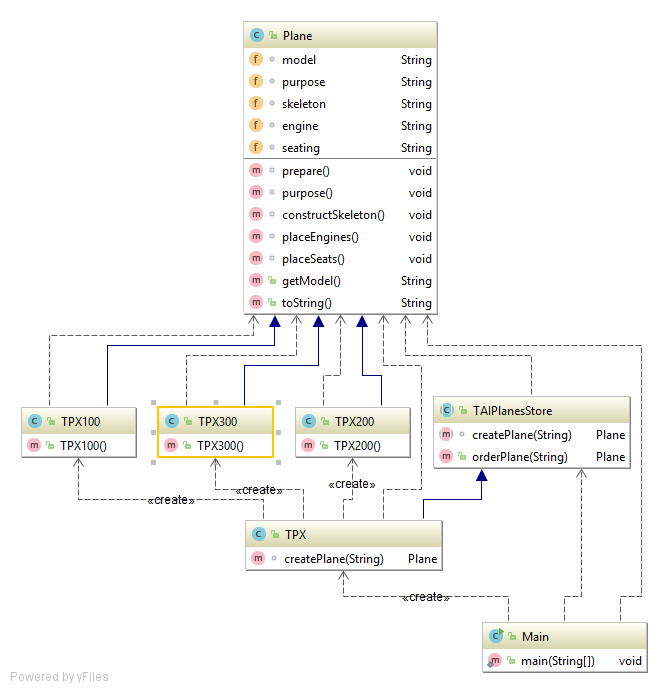 Plane
model String
purpose String
skeleton String
engine String
seating String
prepare() void
purpose() void
constructSkeleton() void
placeEngines() void
placeSeats() void
getModel() String
toString() String
TPX100
TPX100()
TPX300
TPX300()
TPX200
TPX200()
TAIPlanesStore
createPlane(String) Plane
orderPlane(String) Plane
«create»
«create»
«create»
TPX
createPlane(String) Plane
«create»
Main
main(String[]) void
Powered by yFiles